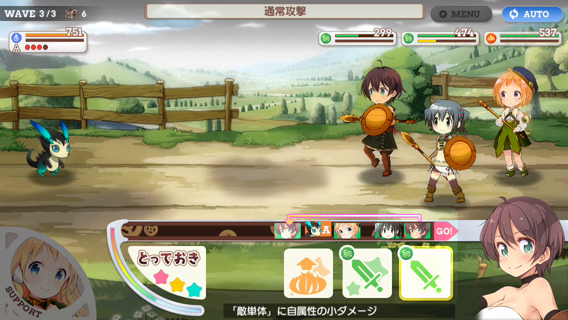 WAVE 3/3 6
通常攻撃
MENU
AUTO
751
A
299
474
537
A
GO!
とっておき
SUPPORT
「敵単体」に自属性の小ダメージ